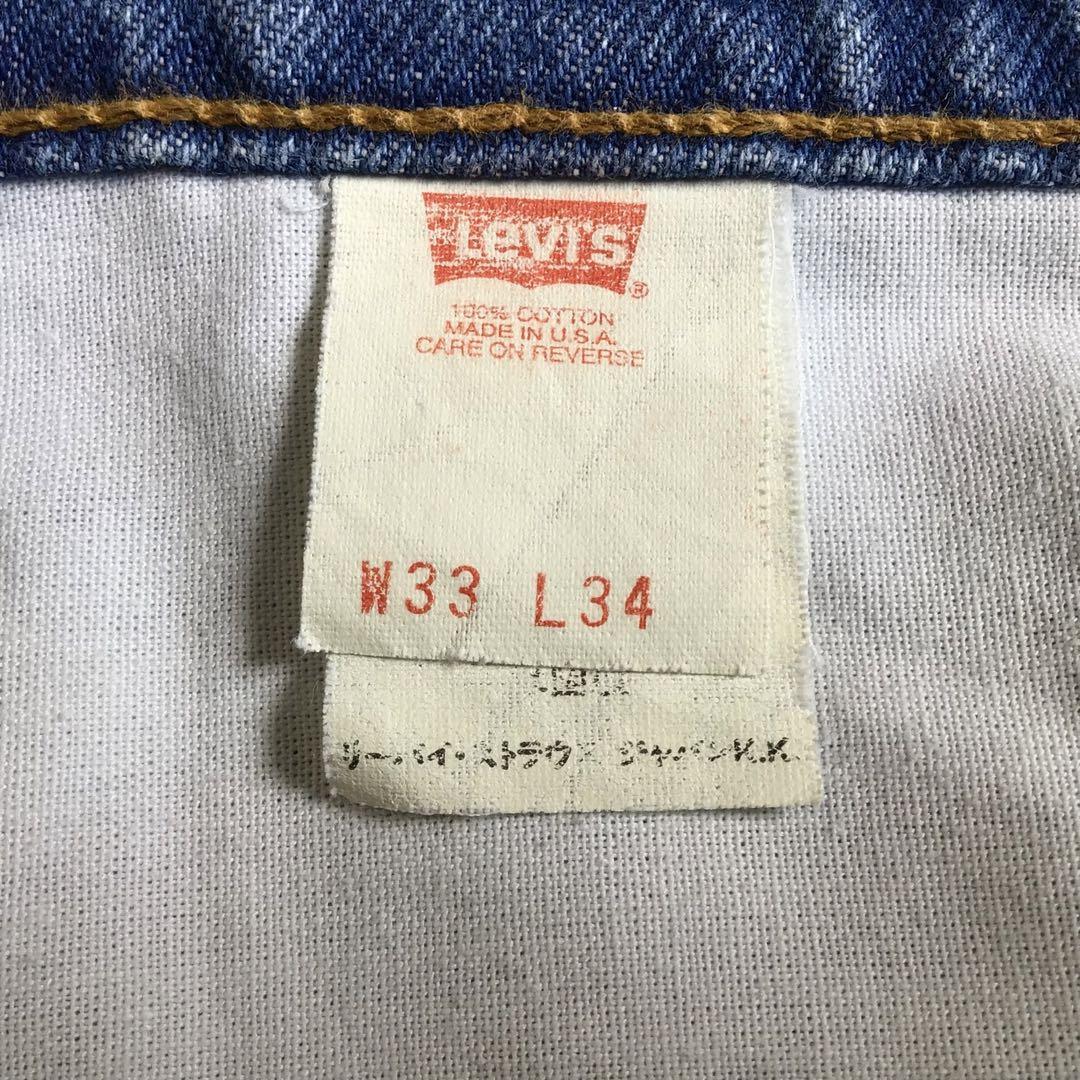 Levi's®
100% COTTON
MADE IN U.S.A.
CARE ON REVERSE
W33 L34
リーバイ・ストラウス ジャパンK.K.